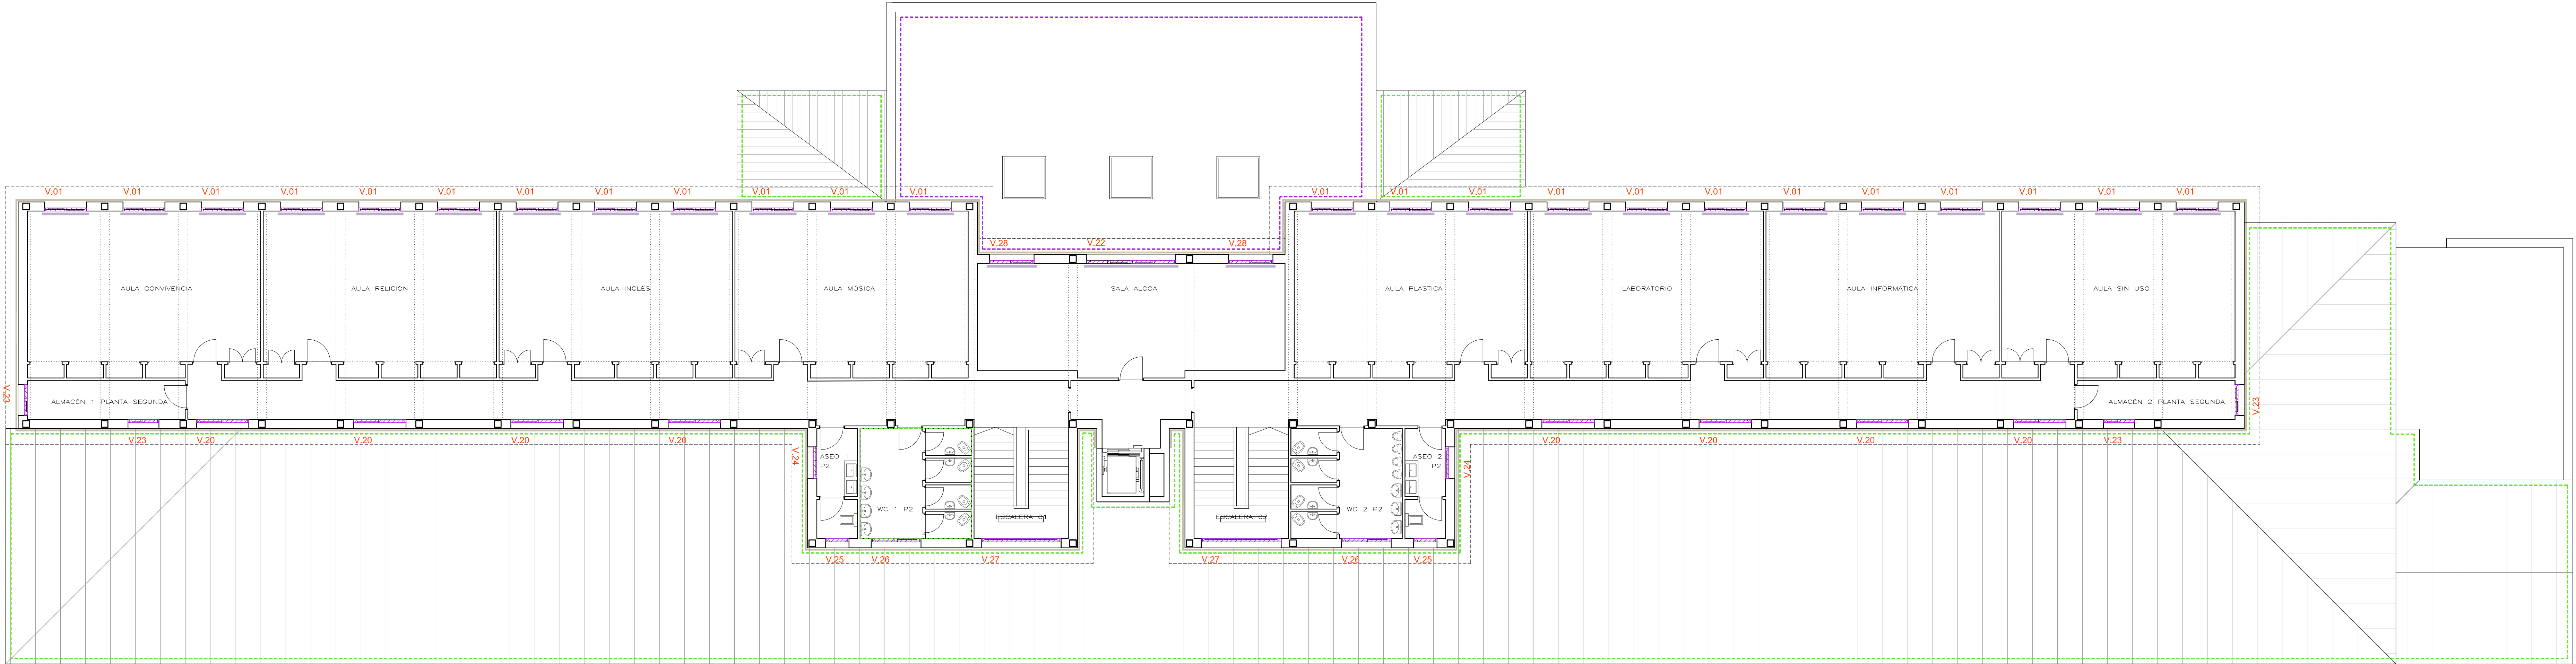 V.01 V.01 V.01 V.01 V.01 V.01 V.01 V.01 V.01 V.01 V.01 V.01 V.01 V.01 V.01 V.01 V.01 V.01 V.01 V.01 V.01 V.01 V.01 V.01
V.28 V.22 V.28
AULA CONVIVENCIA
AULA RELIGIÓN
AULA INGLÉS
AULA MÚSICA
SALA ALCOA
AULA PLÁSTICA
LABORATORIO
AULA INFORMÁTICA
AULA SIN USO
V.23
ALMACÉN 1 PLANTA SEGUNDA
ALMACÉN 2 PLANTA SEGUNDA
V.23
V.23 V.20 V.20 V.20 V.20
V.20 V.20 V.20 V.20 V.23
V.24
ASEO 1
P2
ASEO 2
P2
V.24
WC 1 P2
ESCALERA 01
ESCALERA 02
WC 2 P2
V.25 V.26 V.27
V.27 V.26 V.25